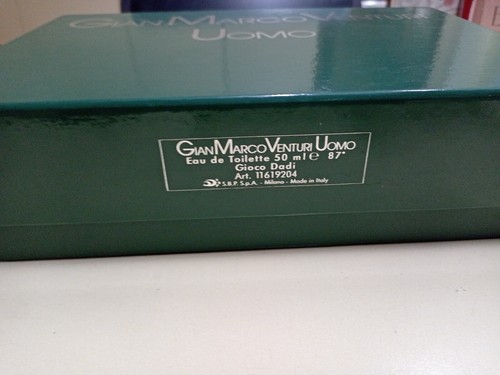 GIANMARCOVENTURI
UOMO
GIANMARCOVENTURI UOMO
Eau de Toilette 50 ml ℮ 87°
Gioco Dadi
Art. 11619204
S.B.P. S.p.A. - Milano - Made in Italy